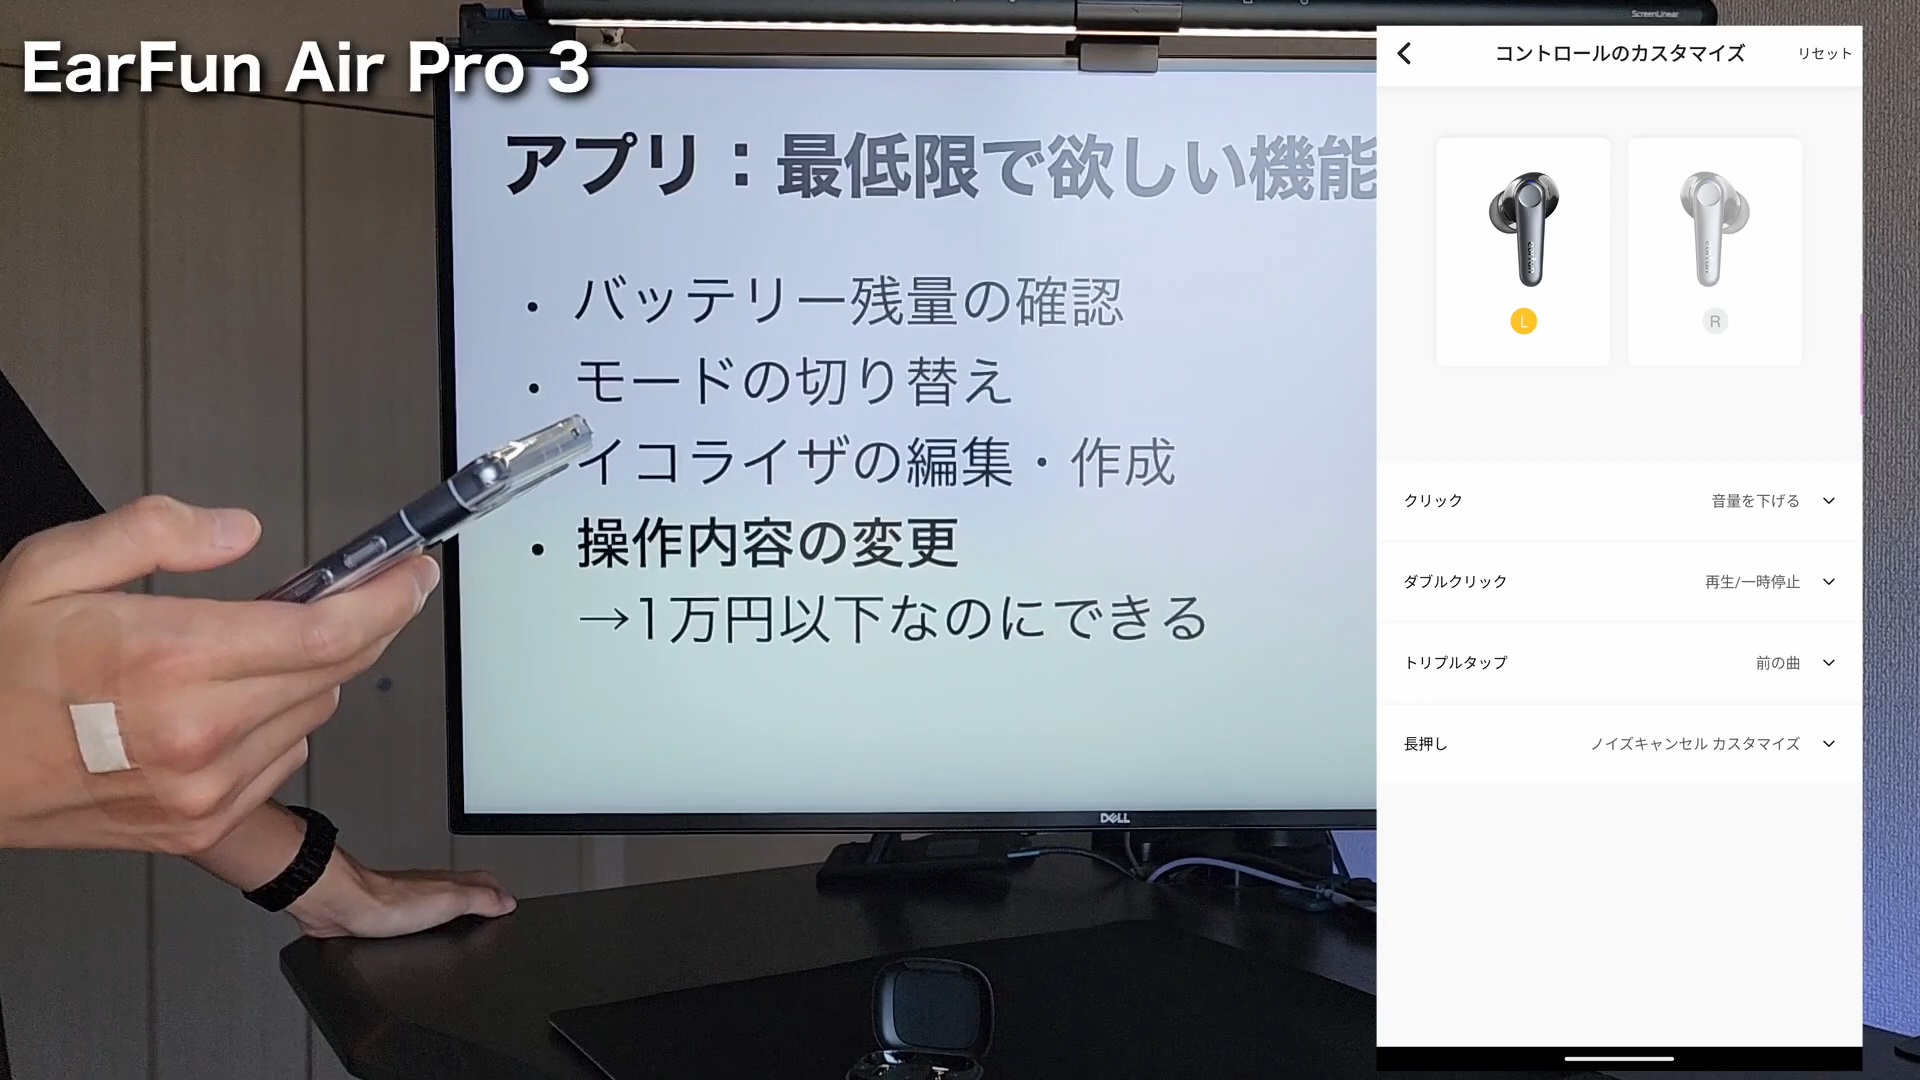 EarFun Air Pro 3
ScreenLinear
アプリ：最低限で欲しい機能
・バッテリー残量の確認
・モードの切り替え
イコライザの編集・作成
・操作内容の変更
→1万円以下なのにできる
DELL
コントロールのカスタマイズ
リセット
L
R
クリック 音量を下げる
ダブルクリック 再生/一時停止
トリプルタップ 前の曲
長押し ノイズキャンセル カスタマイズ